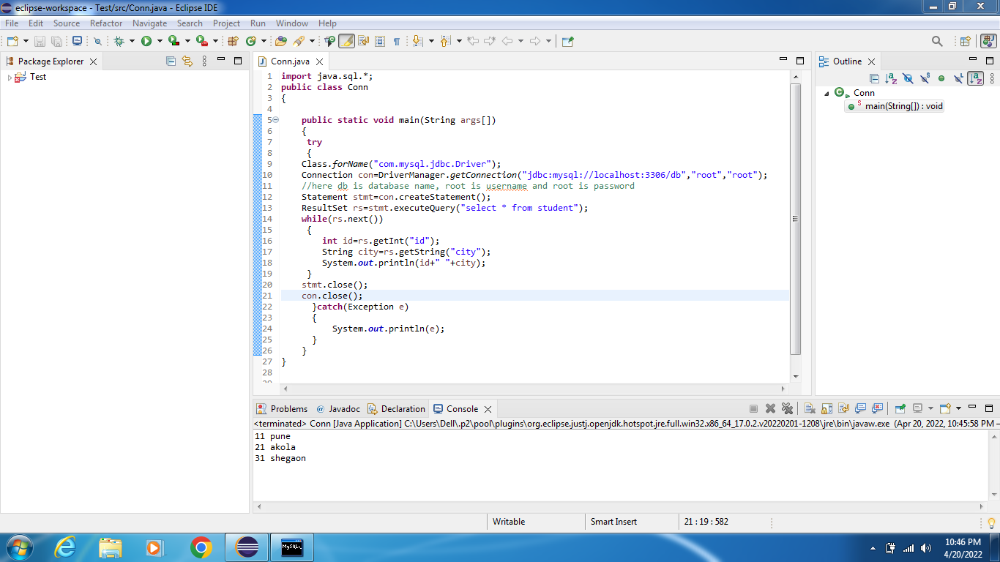 eclipse-workspace - Test/src/Conn.java - Eclipse IDE
File Edit Source Refactor Navigate Search Project Run Window Help
Package Explorer
Test
Conn.java
1 import java.sql.*;
2 public class Conn
3 {
4
5 public static void main(String args[])
6 {
7 try
8 {
9 Class.forName("com.mysql.jdbc.Driver");
10 Connection con=DriverManager.getConnection("jdbc:mysql://localhost:3306/db","root","root");
11 //here db is database name, root is username and root is password
12 Statement stmt=con.createStatement();
13 ResultSet rs=stmt.executeQuery("select * from student");
14 while(rs.next())
15 {
16 int id=rs.getInt("id");
17 String city=rs.getString("city");
18 System.out.println(id+" "+city);
19 }
20 stmt.close();
21 con.close();
22 }catch(Exception e)
23 {
24 System.out.println(e);
25 }
26 }
27 }
28
Outline
Conn
main(String[]) : void
Problems @ Javadoc Declaration Console
<terminated> Conn [Java Application] C:\Users\Dell\.p2\pool\plugins\org.eclipse.justj.openjdk.hotspot.jre.full.win32.x86_64_17.0.2.v20220201-1208\jre\bin\javaw.exe (Apr 20, 2022, 10:45:58 PM –
11 pune
21 akola
31 shegaon
Writable Smart Insert 21 : 19 : 582
MySQL
10:46 PM
4/20/2022